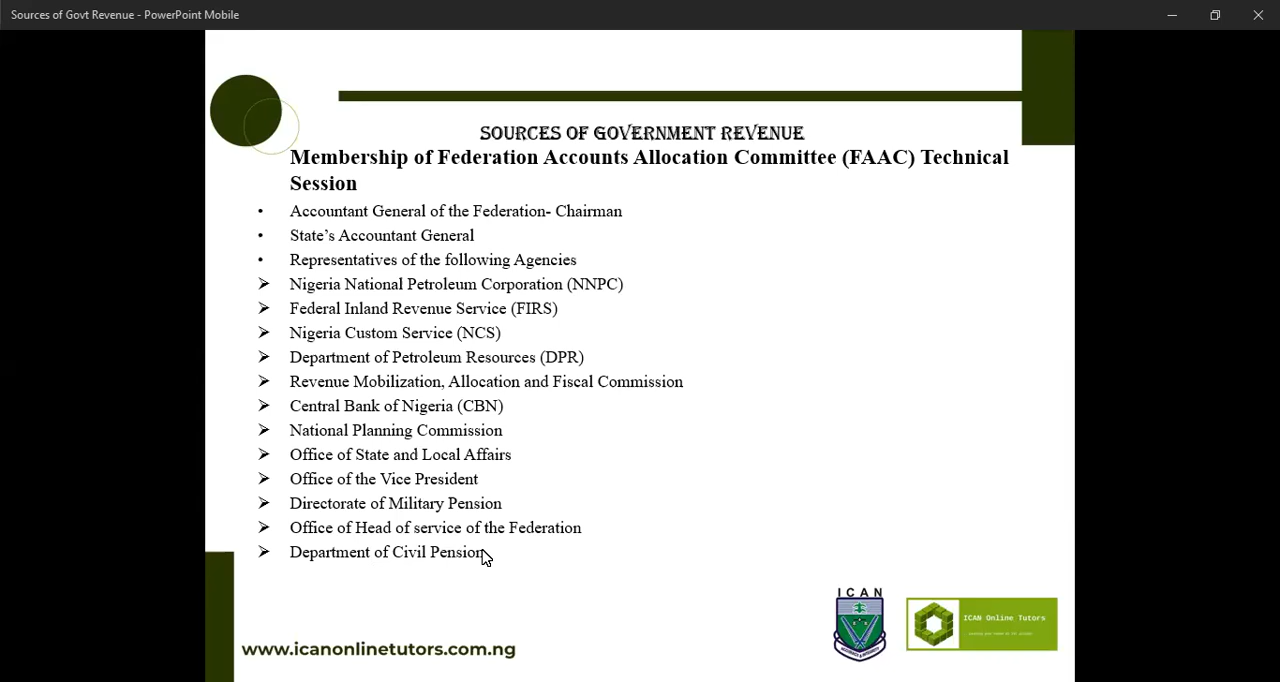 Sources of Govt Revenue - PowerPoint Mobile
SOURCES OF GOVERNMENT REVENUE
Membership of Federation Accounts Allocation Committee (FAAC) Technical
Session
• Accountant General of the Federation- Chairman
• State’s Accountant General
• Representatives of the following Agencies
➢ Nigeria National Petroleum Corporation (NNPC)
➢ Federal Inland Revenue Service (FIRS)
➢ Nigeria Custom Service (NCS)
➢ Department of Petroleum Resources (DPR)
➢ Revenue Mobilization, Allocation and Fiscal Commission
➢ Central Bank of Nigeria (CBN)
➢ National Planning Commission
➢ Office of State and Local Affairs
➢ Office of the Vice President
➢ Directorate of Military Pension
➢ Office of Head of service of the Federation
➢ Department of Civil Pension
ICAN
ICAN Online Tutors
www.icanonlinetutors.com.ng